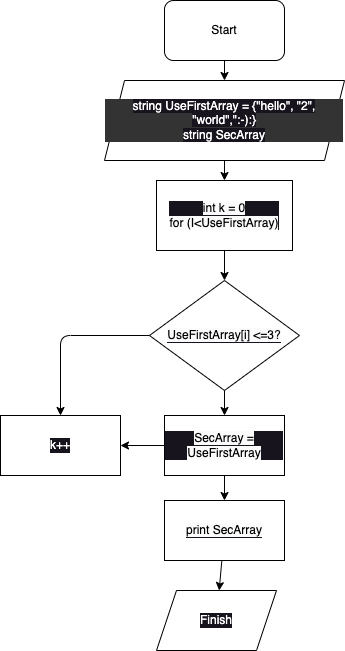 Start
string UseFirstArray = {"hello", "2",
"world",":-):}
string SecArray
int k = 0
for (I<UseFirstArray)
UseFirstArray[i] <=3?
k++
SecArray =
UseFirstArray
print SecArray
Finish